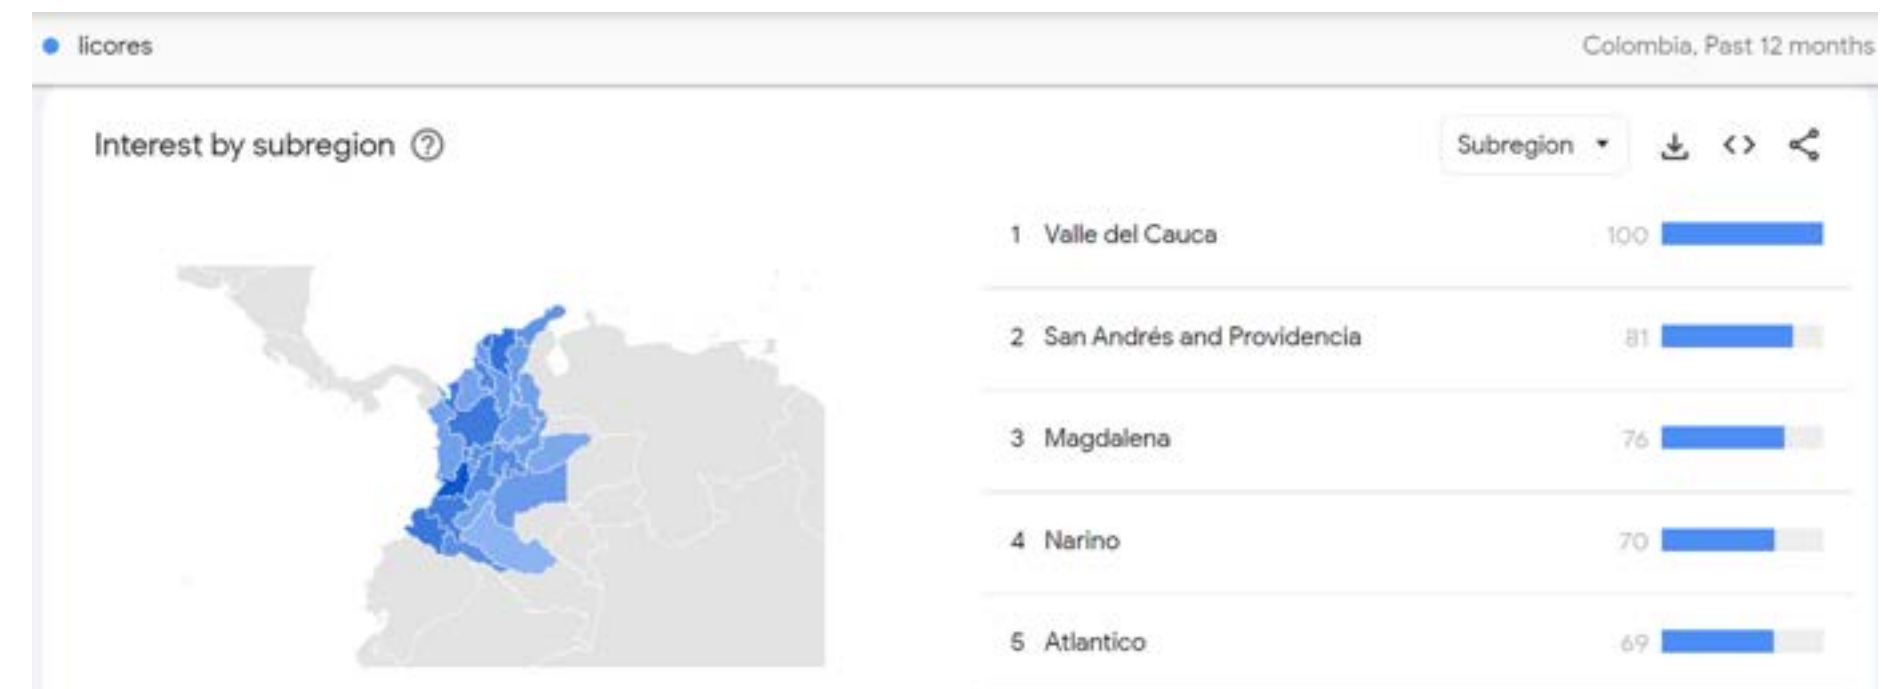 licores
Colombia, Past 12 months
Interest by subregion
Subregion
1 Valle del Cauca 100
2 San Andrés and Providencia 81
3 Magdalena 76
4 Narino 70
5 Atlantico 69